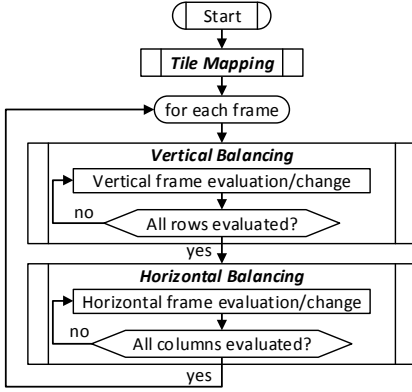 Start
Tile Mapping
for each frame
Vertical Balancing
Vertical frame evaluation/change
no
All rows evaluated?
yes
Horizontal Balancing
Horizontal frame evaluation/change
no
All columns evaluated?
yes